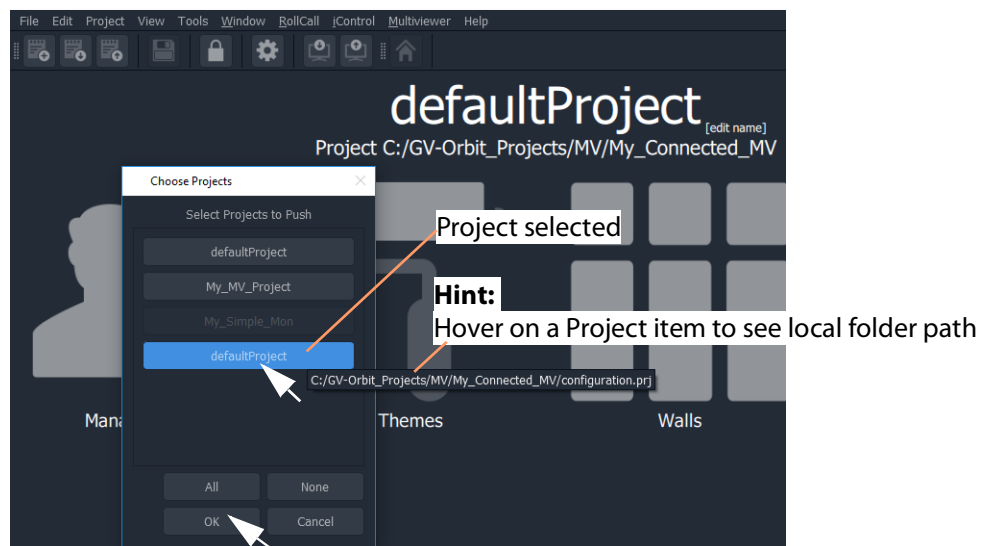 File Edit Project View Tools Window RollCall iControl Multiviewer Help
defaultProject [edit name]
Project C:/GV-Orbit_Projects/MV/My_Connected_MV
Choose Projects
Select Projects to Push
defaultProject
My_MV_Project
My_Simple_Mon
defaultProject
Project selected
Hint:
Hover on a Project item to see local folder path
C:/GV-Orbit_Projects/MV/My_Connected_MV/configuration.prj
Mana
Themes
Walls
All None
OK Cancel